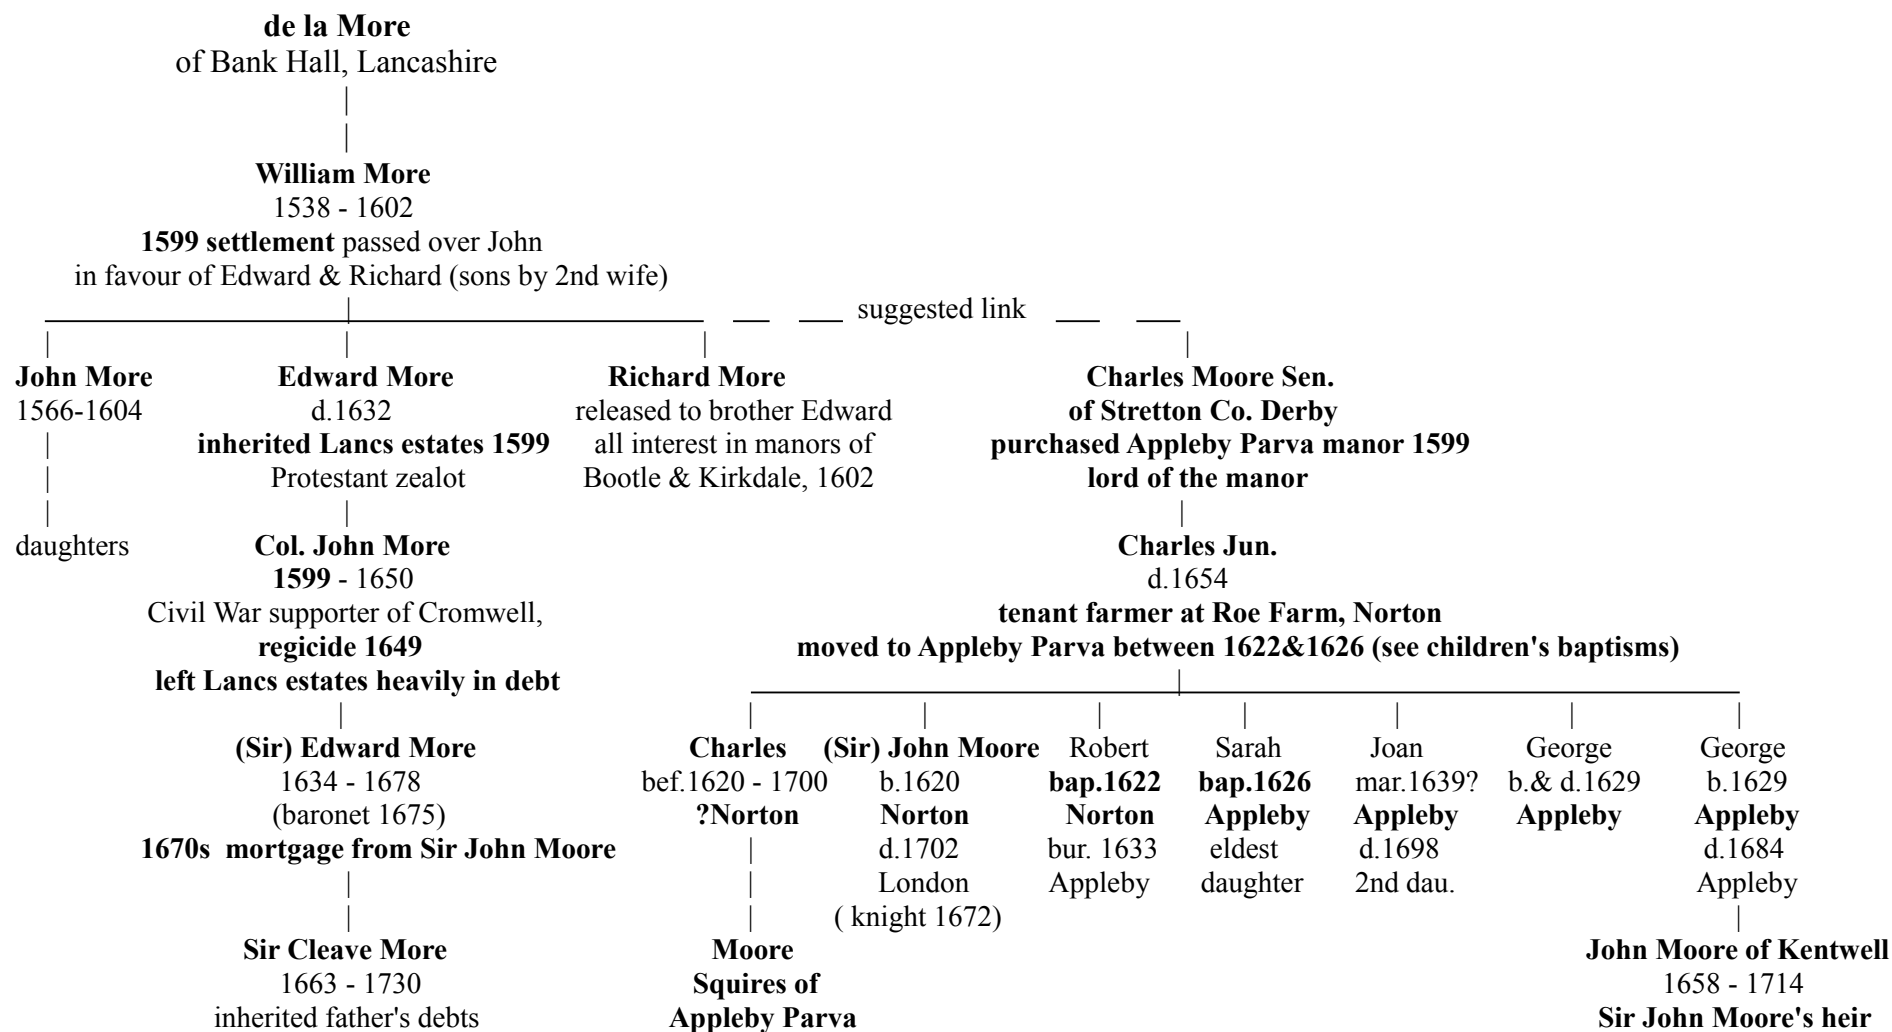 de la More
of Bank Hall, Lancashire
William More
1538 - 1602
1599 settlement passed over John
in favour of Edward & Richard (sons by 2nd wife)
suggested link
John More
1566-1604
daughters
Edward More
d.1632
inherited Lancs estates 1599
Protestant zealot
Richard More
released to brother Edward
all interest in manors of
Bootle & Kirkdale, 1602
Charles Moore Sen.
of Stretton Co. Derby
purchased Appleby Parva manor 1599
lord of the manor
Col. John More
1599 - 1650
Civil War supporter of Cromwell,
regicide 1649
left Lancs estates heavily in debt
Charles Jun.
d.1654
tenant farmer at Roe Farm, Norton
moved to Appleby Parva between 1622&1626 (see children's baptisms)
(Sir) Edward More
1634 - 1678
(baronet 1675)
1670s mortgage from Sir John Moore
Charles
bef.1620 - 1700
?Norton
(Sir) John Moore
b.1620
Norton
d.1702
London
( knight 1672)
Robert
bap.1622
Norton
bur. 1633
Appleby
Sarah
bap.1626
Appleby
eldest
daughter
Joan
mar.1639?
Appleby
d.1698
2nd dau.
George
b.& d.1629
Appleby
George
b.1629
Appleby
d.1684
Appleby
Sir Cleave More
1663 - 1730
inherited father's debts
Moore
Squires of
Appleby Parva
John Moore of Kentwell
1658 - 1714
Sir John Moore's heir